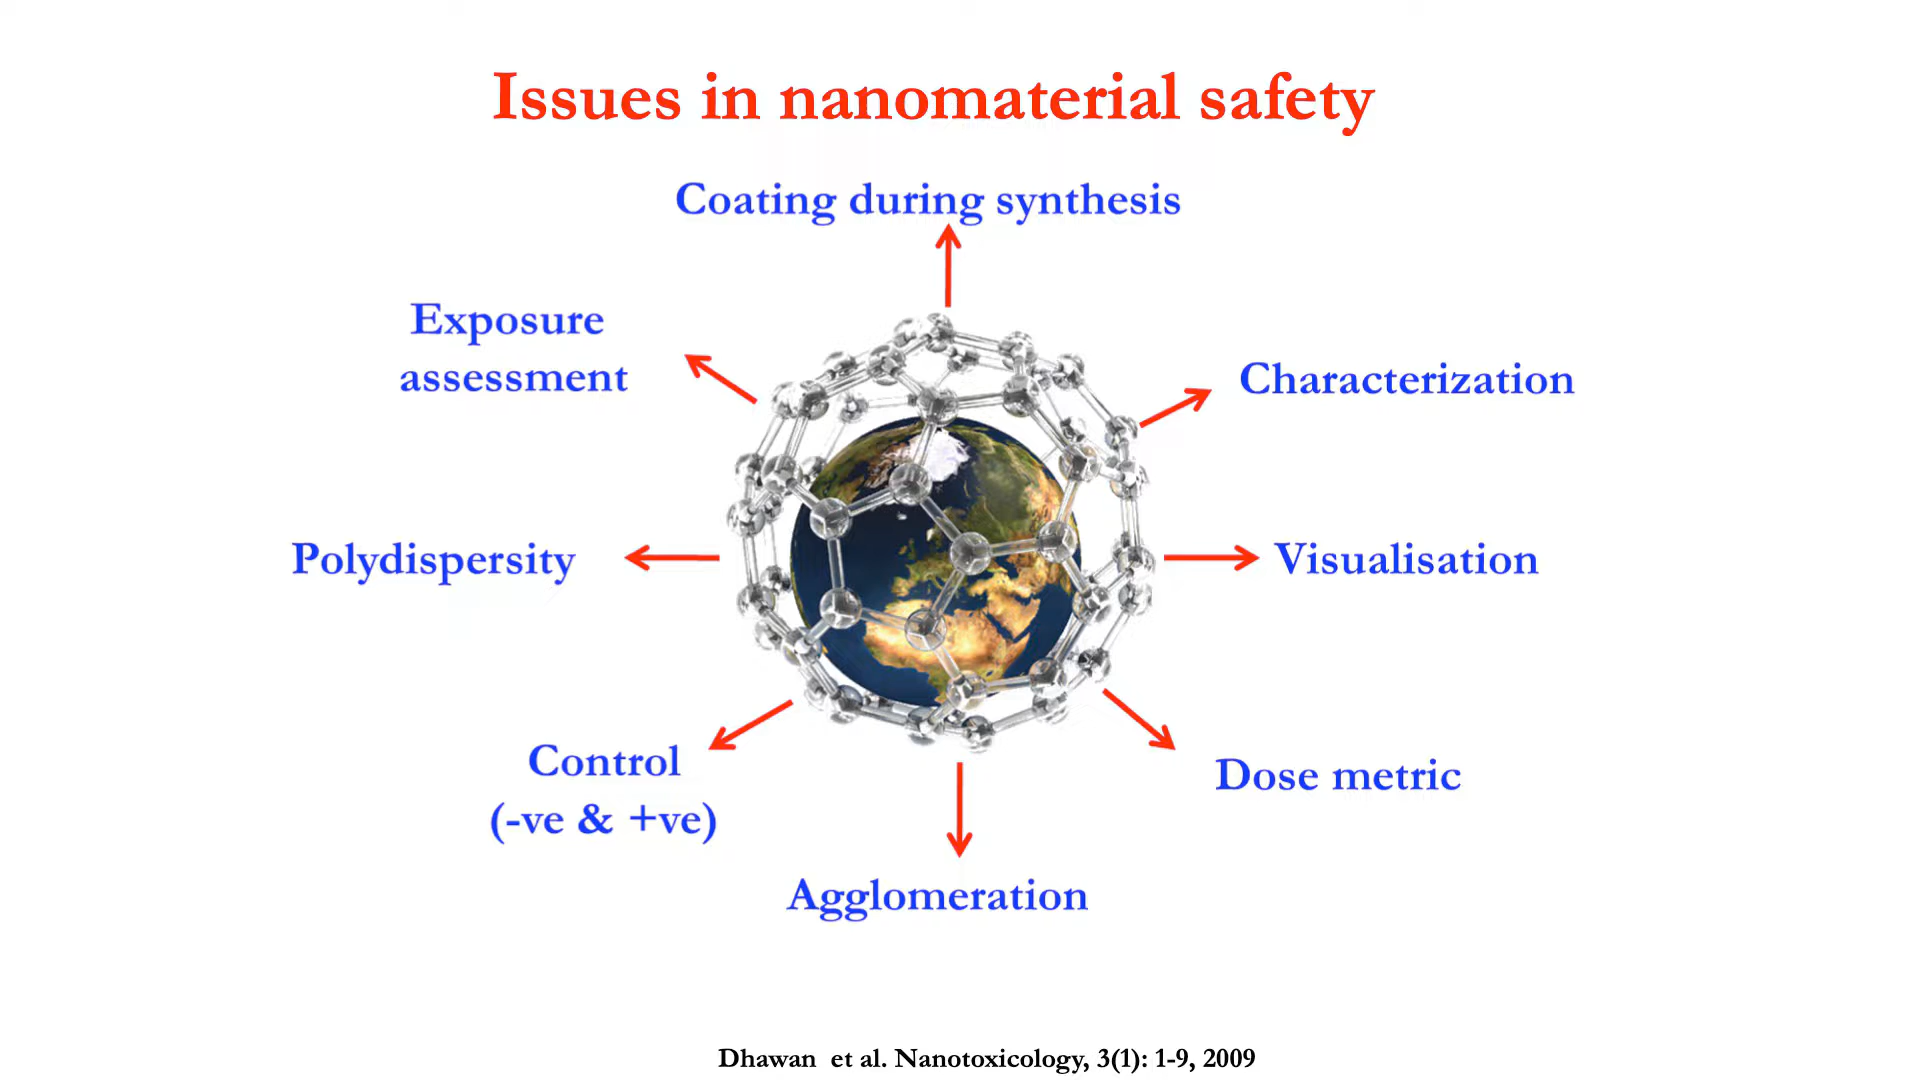 Issues in nanomaterial safety
Coating during synthesis
Exposure
assessment
Characterization
Polydispersity
Visualisation
Control
(-ve & +ve)
Dose metric
Agglomeration
Dhawan et al. Nanotoxicology, 3(1): 1-9, 2009